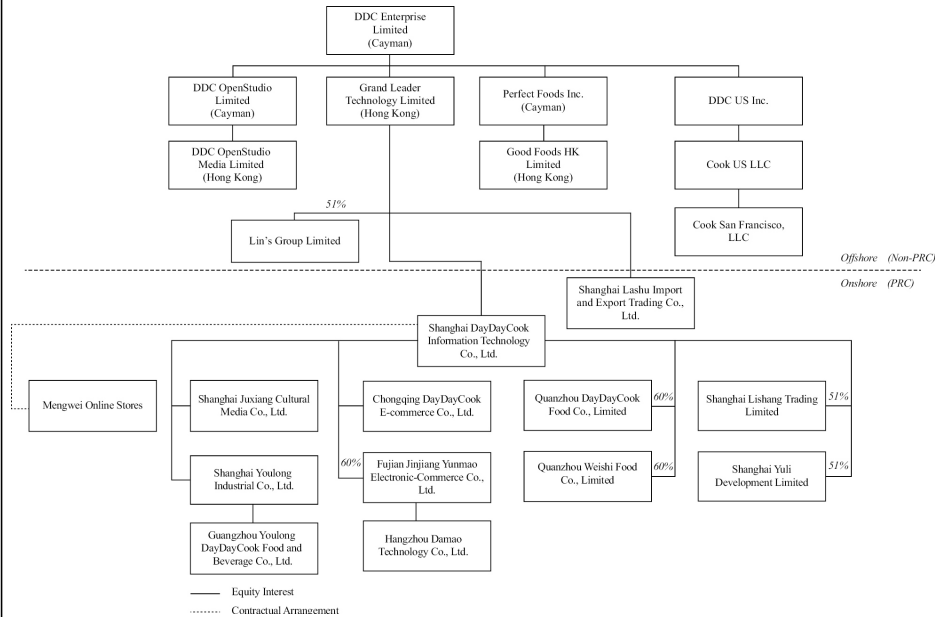 DDC Enterprise
Limited
(Cayman)
DDC OpenStudio
Limited
(Cayman)
Grand Leader
Technology Limited
(Hong Kong)
Perfect Foods Inc.
(Cayman)
DDC US Inc.
DDC OpenStudio
Media Limited
(Hong Kong)
Good Foods HK
Limited
(Hong Kong)
Cook US LLC
51%
Lin's Group Limited
Cook San Francisco,
LLC
Offshore (Non-PRC)
Onshore (PRC)
Shanghai Lashu Import
and Export Trading Co.,
Ltd.
Shanghai DayDayCook
Information Technology
Co., Ltd.
Mengwei Online Stores
Shanghai Juxiang Cultural
Media Co., Ltd.
Chongqing DayDayCook
E-commerce Co., Ltd.
Quanzhou DayDayCook
Food Co., Limited
60%
Shanghai Lishang Trading
Limited
51%
Shanghai Youlong
Industrial Co., Ltd.
60%
Fujian Jinjiang Yunmao
Electronic-Commerce Co.,
Ltd.
Quanzhou Weishi Food
Co., Limited
60%
Shanghai Yuli
Development Limited
51%
Guangzhou Youlong
DayDayCook Food and
Beverage Co., Ltd.
Hangzhou Damao
Technology Co., Ltd.
Equity Interest
Contractual Arrangement